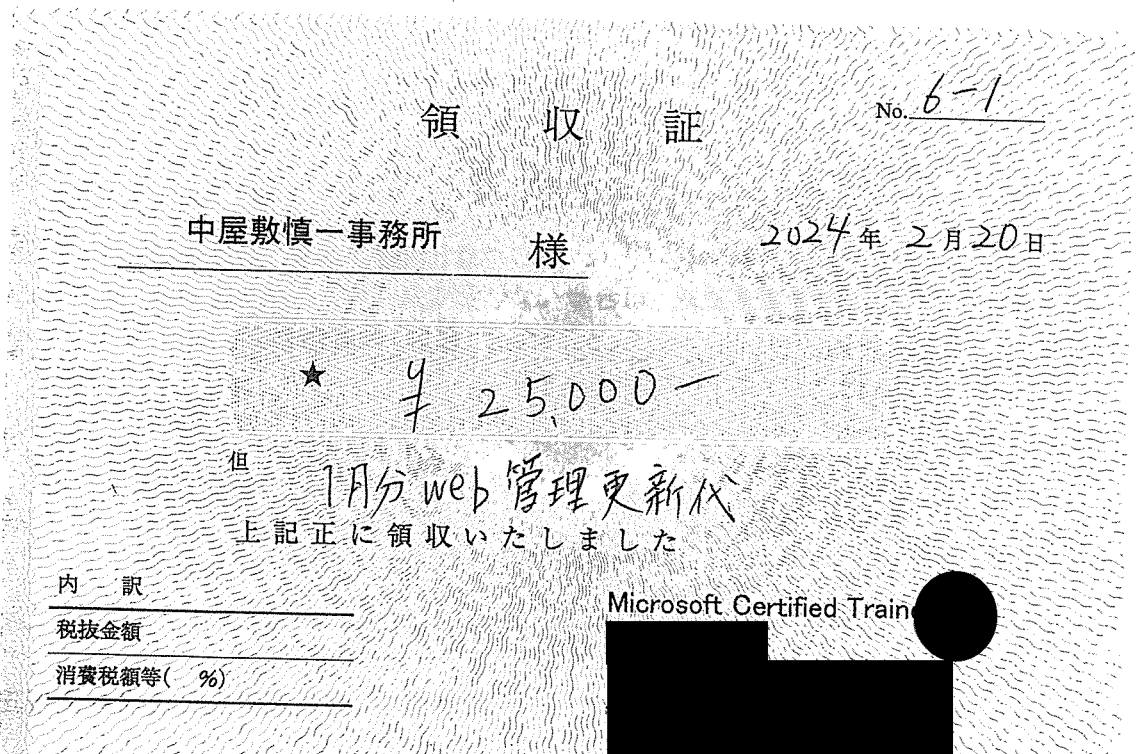 No. 6-1
領収証
中屋敷慎一事務所 様
2024年 2月20日
★ ¥25,000-
但 1月分web管理更新代
上記正に領収いたしました
内訳
税抜金額
消費税額等( %)
Microsoft Certified